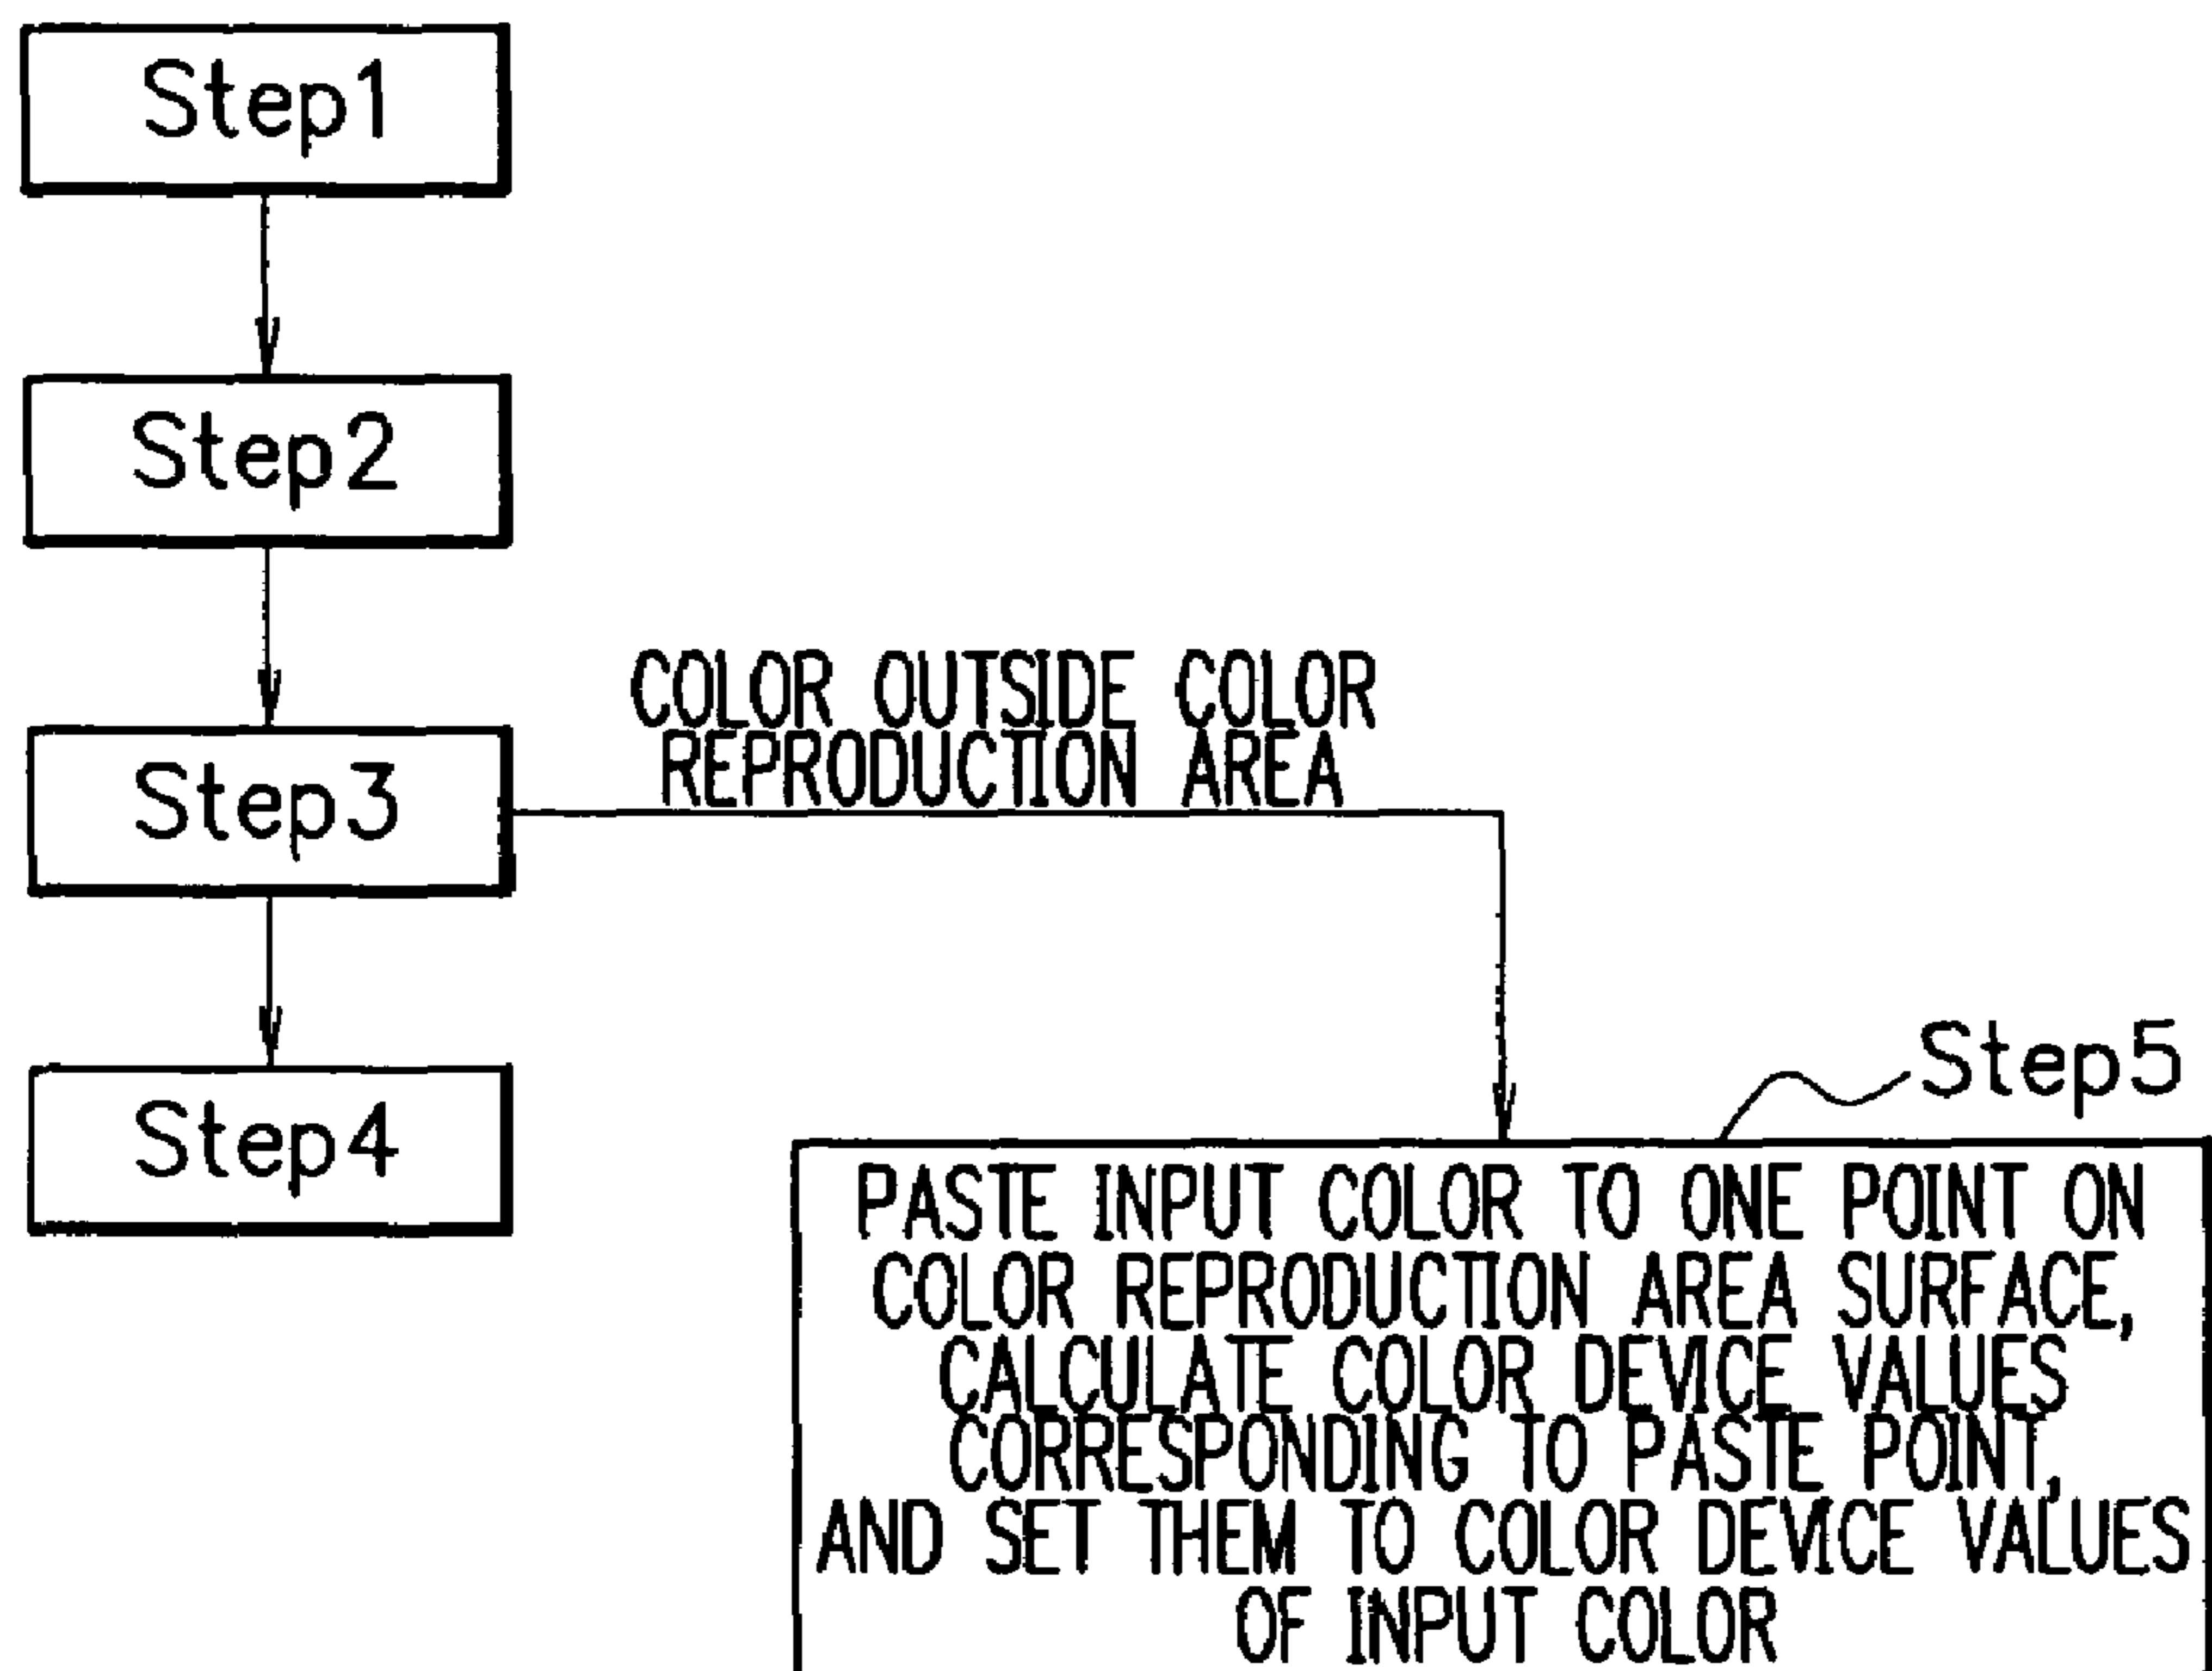 Step1
Step2
COLOR OUTSIDE COLOR
REPRODUCTION AREA
Step3
Step4
Step5
PASTE INPUT COLOR TO ONE POINT ON
COLOR REPRODUCTION AREA SURFACE,
CALCULATE COLOR DEVICE VALUES
CORRESPONDING TO PASTE POINT,
AND SET THEM TO COLOR DEVICE VALUES
OF INPUT COLOR